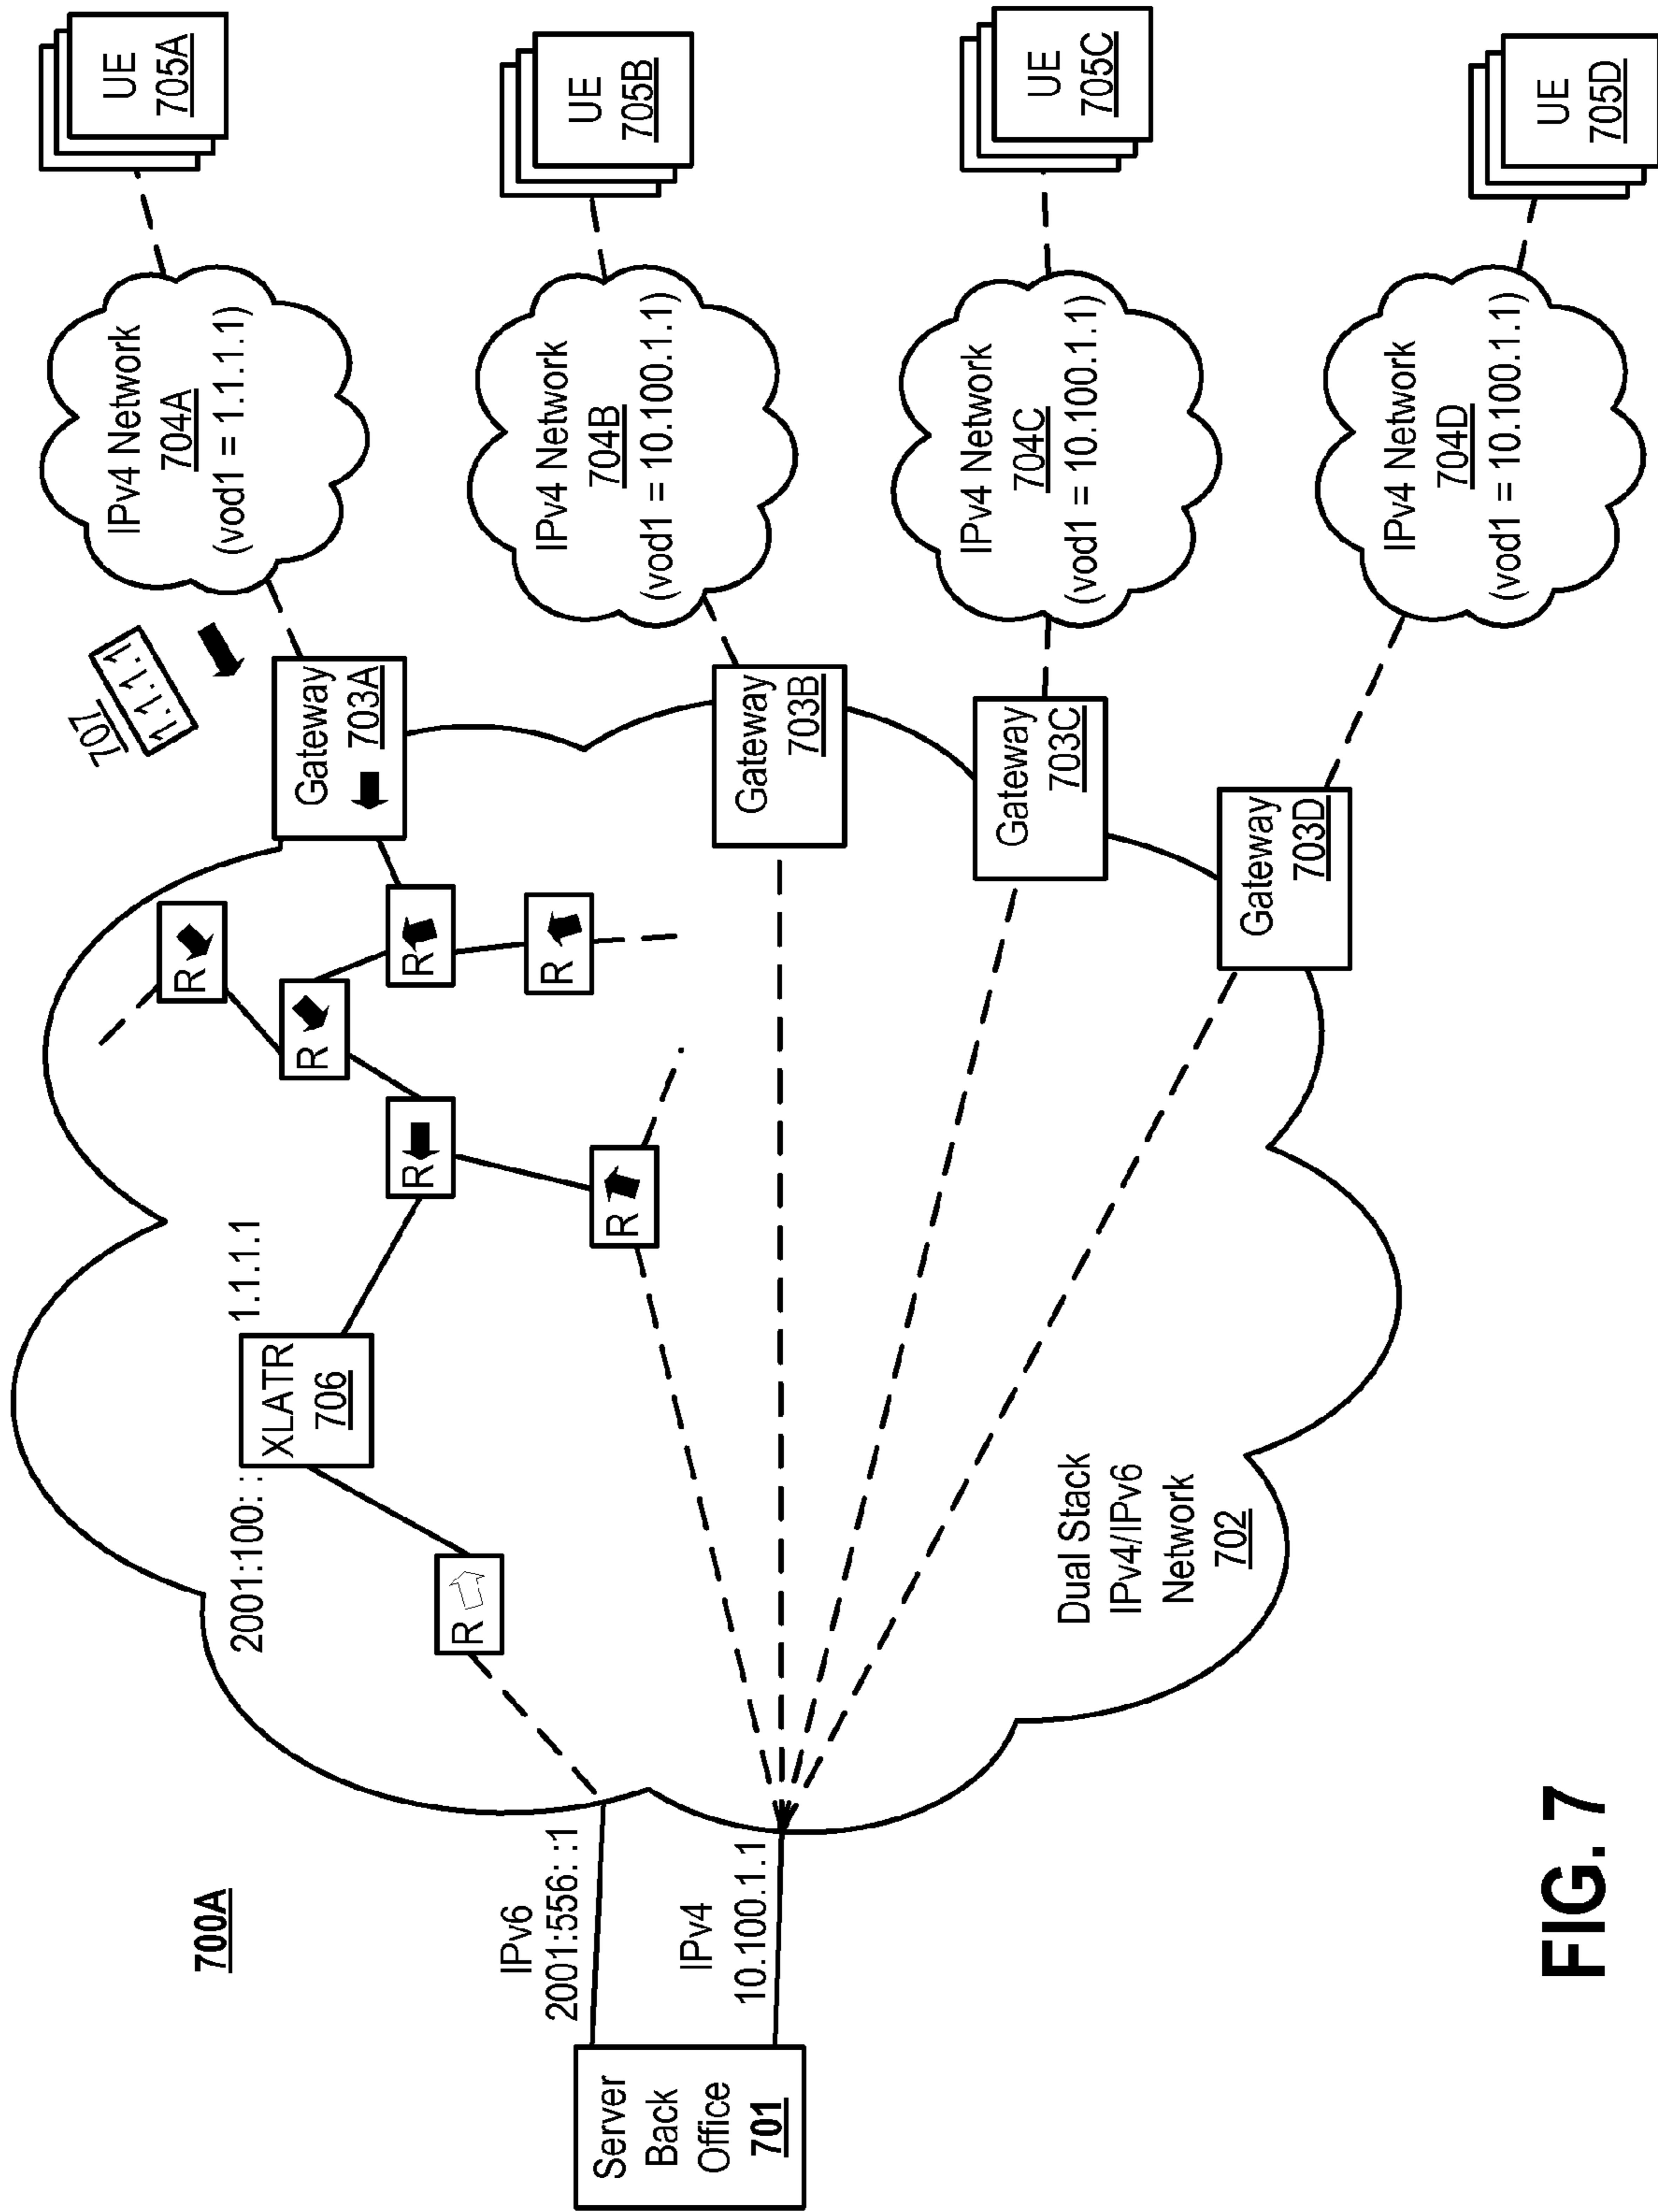 700A
Server
Back
Office
701
IPv6
2001:556: :1
IPv4
10.100.1.1
2001:100: :
XLATR
706
1.1.1.1
R
R
R
R
R
R
R
Dual Stack
IPv4/IPv6
Network
702
707
1.1.1.1
Gateway
703A
Gateway
703B
Gateway
703C
Gateway
703D
IPv4 Network
704A
(vod1 = 1.1.1.1)
IPv4 Network
704B
(vod1 = 10.100.1.1)
IPv4 Network
704C
(vod1 = 10.100.1.1)
IPv4 Network
704D
(vod1 = 10.100.1.1)
UE
705A
UE
705B
UE
705C
UE
705D
FIG. 7